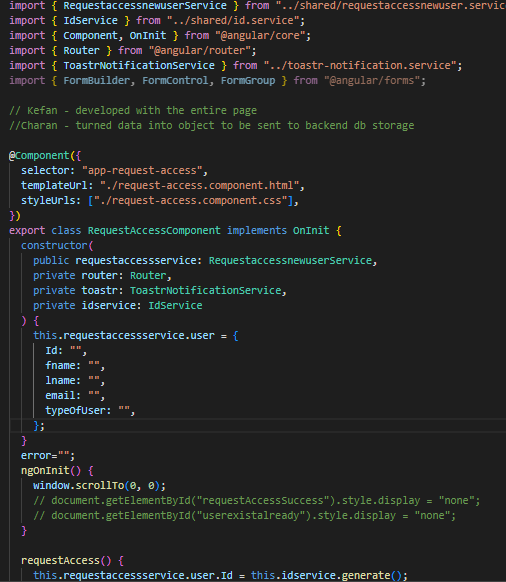 import { RequestaccessnewuserService } from "../shared/requestaccessnewuser.servic
import { IdService } from "../shared/id.service";
import { Component, OnInit } from "@angular/core";
import { Router } from "@angular/router";
import { ToastrNotificationService } from "../toastr-notification.service";
import { FormBuilder, FormControl, FormGroup } from "@angular/forms";
// Kefan - developed with the entire page
//Charan - turned data into object to be sent to backend db storage
@Component({
  selector: "app-request-access",
  templateUrl: "./request-access.component.html",
  styleUrls: ["./request-access.component.css"],
})
export class RequestAccessComponent implements OnInit {
  constructor(
    public requestaccessservice: RequestaccessnewuserService,
    private router: Router,
    private toastr: ToastrNotificationService,
    private idservice: IdService
  ) {
    this.requestaccessservice.user = {
      Id: "",
      fname: "",
      lname: "",
      email: "",
      typeOfUser: "",
    };
  }
  error="";
  ngOnInit() {
    window.scrollTo(0, 0);
    // document.getElementById("requestAccessSuccess").style.display = "none";
    // document.getElementById("userexistalready").style.display = "none";
  }
  requestAccess() {
    this.requestaccessservice.user.Id = this.idservice.generate();